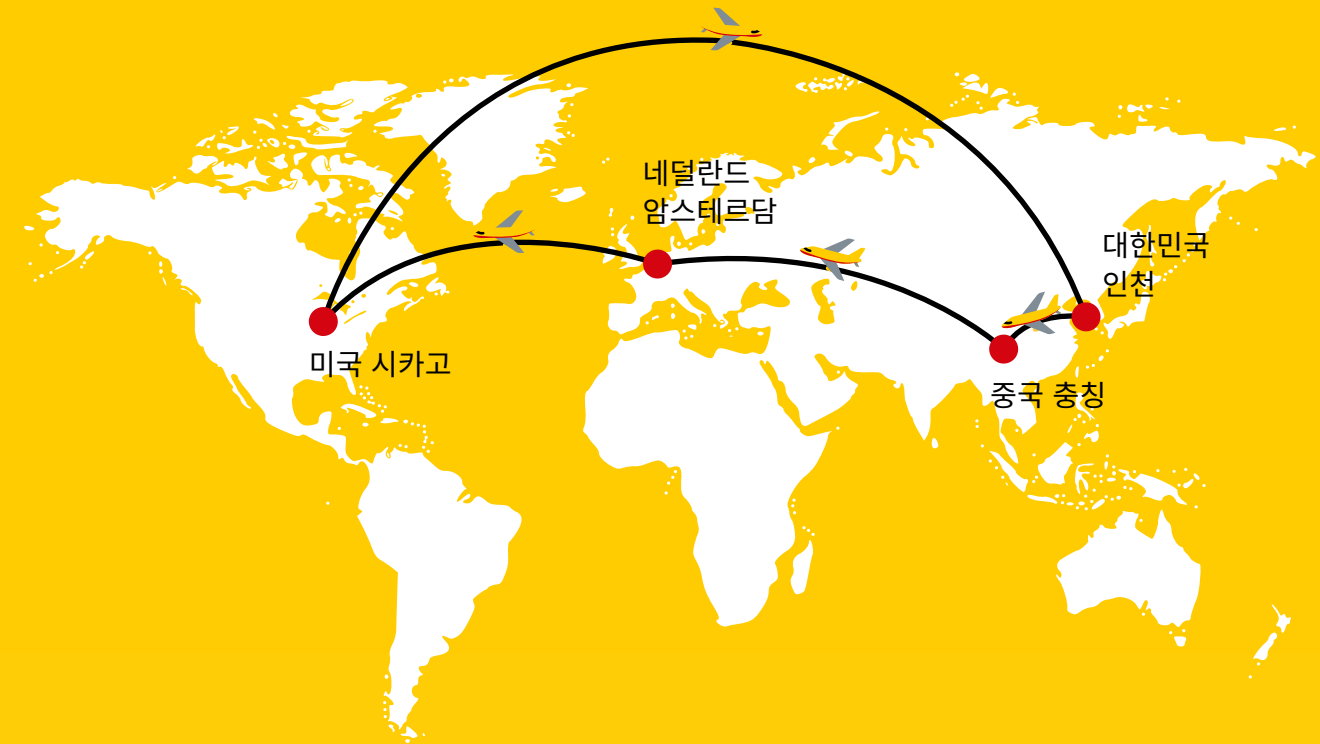 네덜란드
암스테르담
대한민국
인천
미국 시카고
중국 충칭